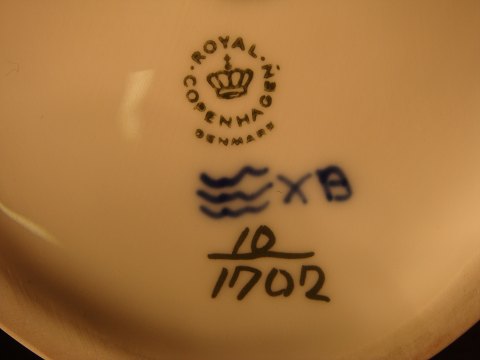 ROYAL COPENHAGEN
DENMARK
XB
10
1702